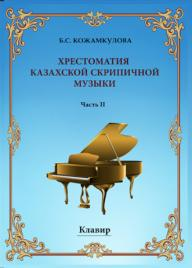 Б.С. КОЖАМКУЛОВА
ХРЕСТОМАТИЯ
КАЗАХСКОЙ СКРИПИЧНОЙ
МУЗЫКИ
Часть II
Клавир